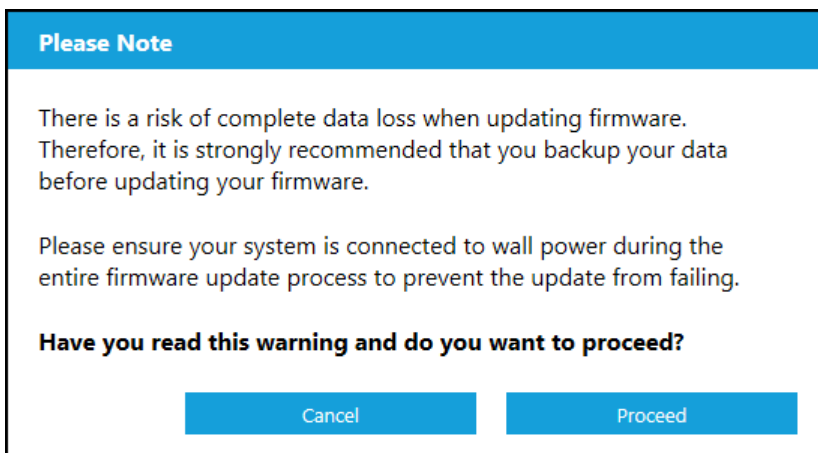 Please Note
There is a risk of complete data loss when updating firmware.
Therefore, it is strongly recommended that you backup your data
before updating your firmware.
Please ensure your system is connected to wall power during the
entire firmware update process to prevent the update from failing.
Have you read this warning and do you want to proceed?
Cancel
Proceed